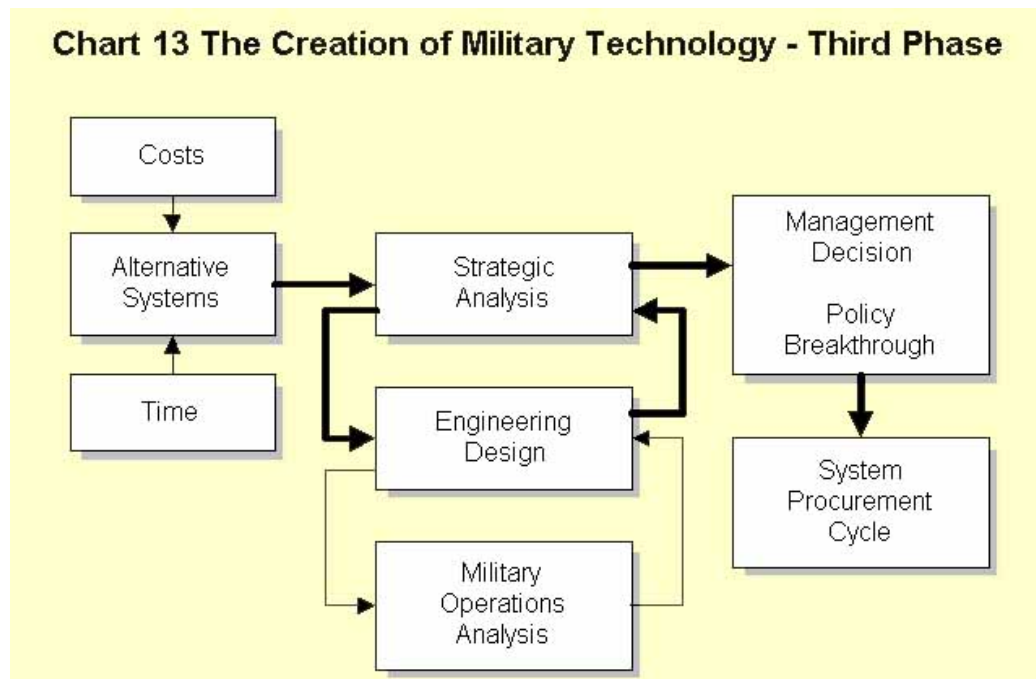 Chart 13 The Creation of Military Technology - Third Phase
Costs
Alternative
Systems
Time
Strategic
Analysis
Engineering
Design
Military
Operations
Analysis
Management
Decision
Policy
Breakthrough
System
Procurement
Cycle